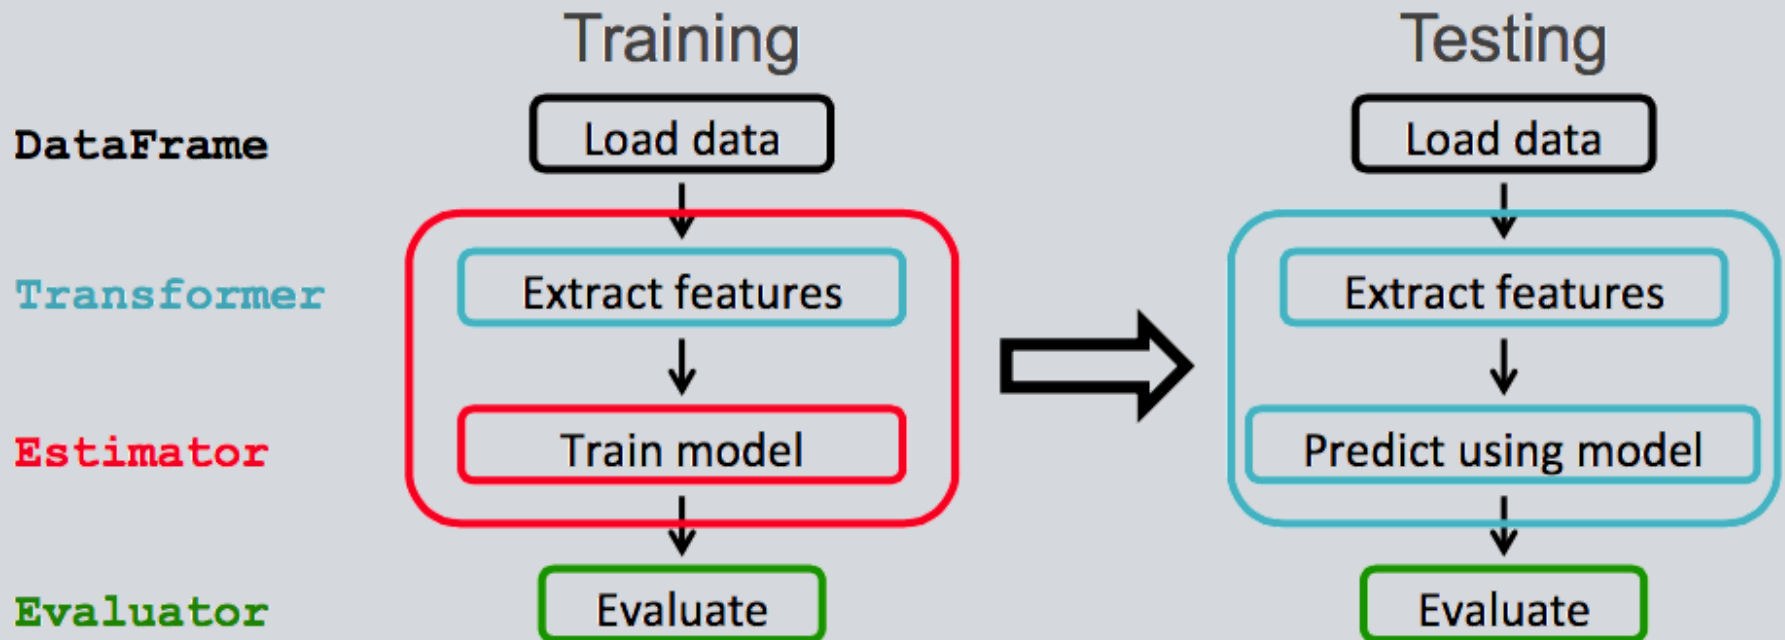 Training Testing
DataFrame Load data Load data
Transformer Extract features Extract features
Estimator Train model Predict using model
Evaluator Evaluate Evaluate